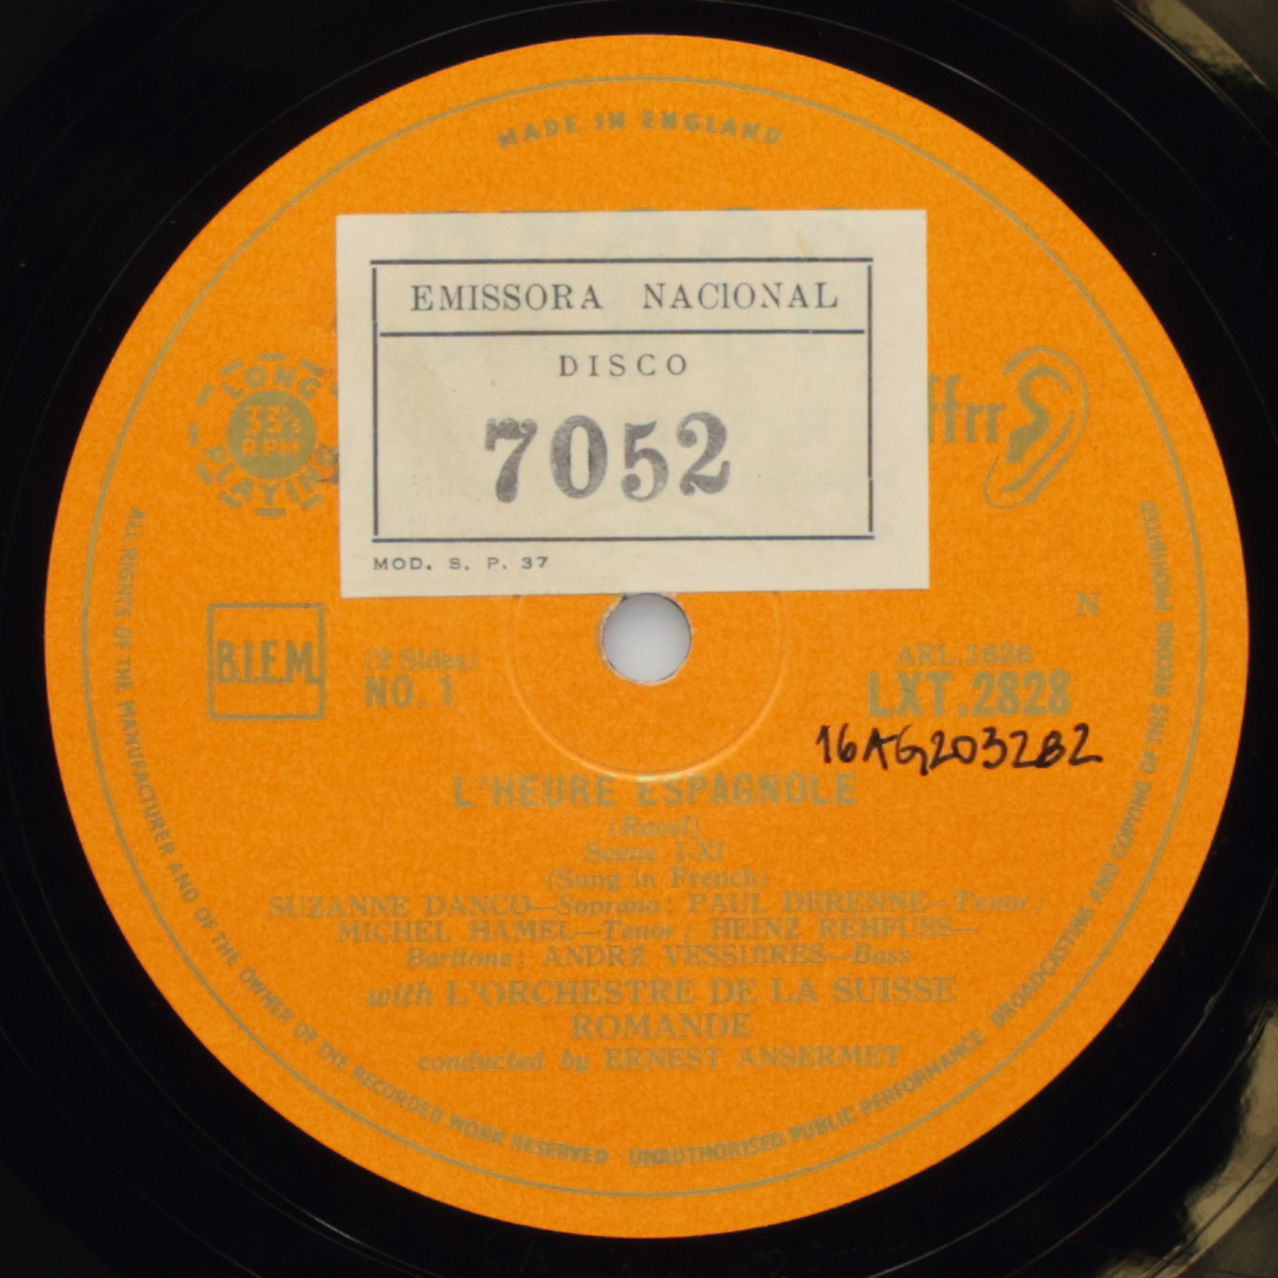 MADE IN ENGLAND
EMISSORA NACIONAL
DISCO
7052
MOD. S. P. 37
LONG
33⅓
RPM
PLAYING
ffrr
B.I.E.M.
(2 Sides)
NO. 1
N
ARL.1626
LXT.2828
16AG203282
L'HEURE ESPAGNOLE
(Ravel)
Scene I-XI
(Sung in French)
SUZANNE DANCO—Soprano; PAUL DERENNE—Tenor;
MICHEL HAMEL—Tenor; HEINZ REHFUSS—
Baritone; ANDRÉ VESSIÈRES—Bass
with L'ORCHESTRE DE LA SUISSE
ROMANDE
conducted by ERNEST ANSERMET
ALL RIGHTS OF THE MANUFACTURER AND OF THE OWNER OF THE RECORDED WORK RESERVED · UNAUTHORISED PUBLIC PERFORMANCE BROADCASTING AND COPYING OF THIS RECORD PROHIBITED